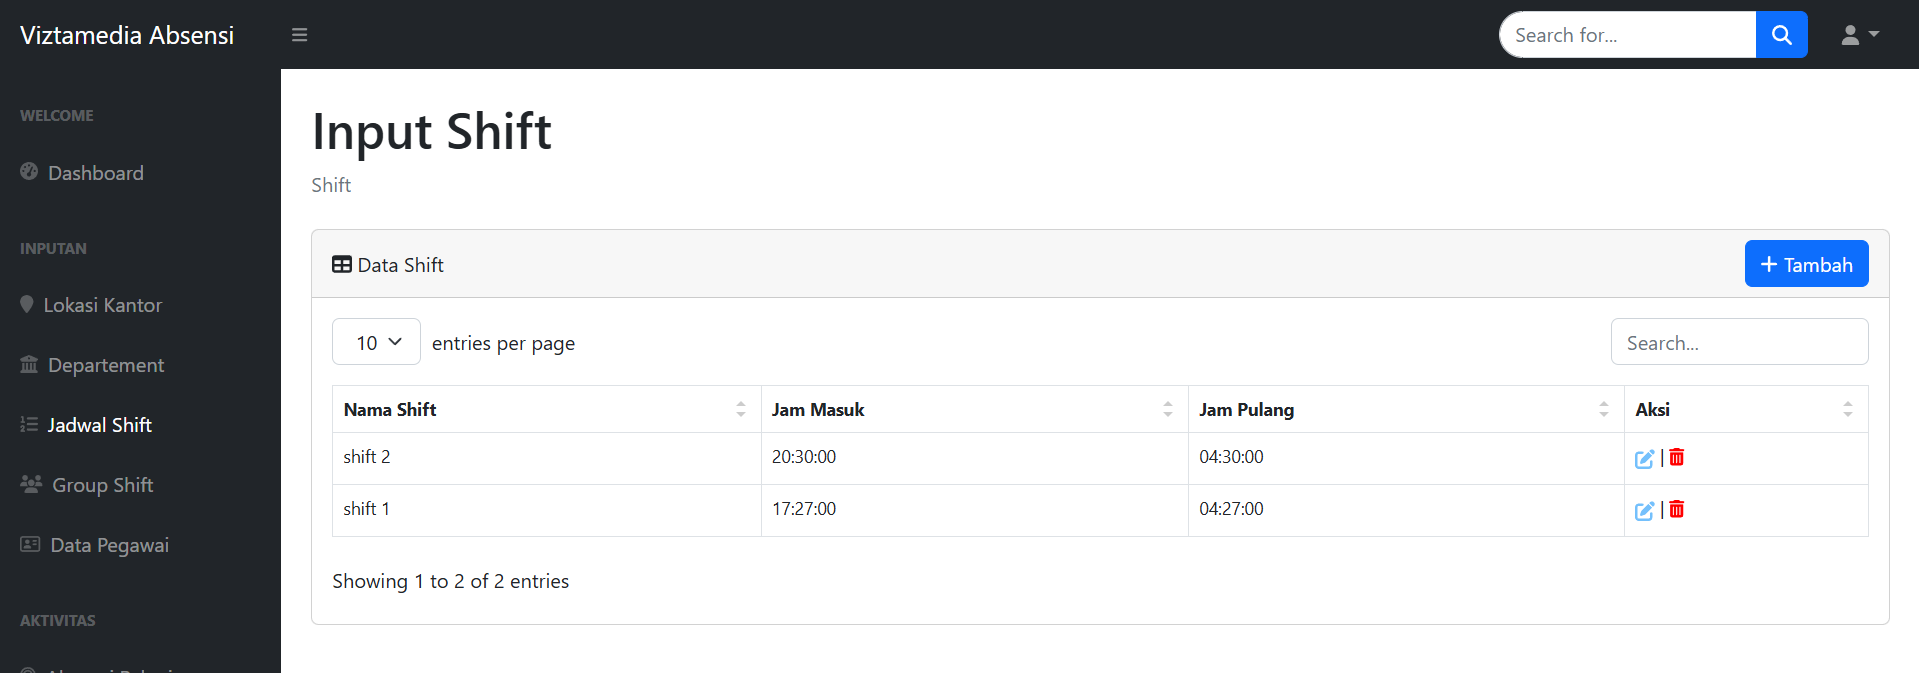 Viztamedia Absensi
Search for...
WELCOME
Dashboard
INPUTAN
Lokasi Kantor
Departement
Jadwal Shift
Group Shift
Data Pegawai
AKTIVITAS
Input Shift
Shift
Data Shift
+ Tambah
10 entries per page
Search...
Nama Shift Jam Masuk Jam Pulang Aksi
shift 2 20:30:00 04:30:00 |
shift 1 17:27:00 04:27:00 |
Showing 1 to 2 of 2 entries